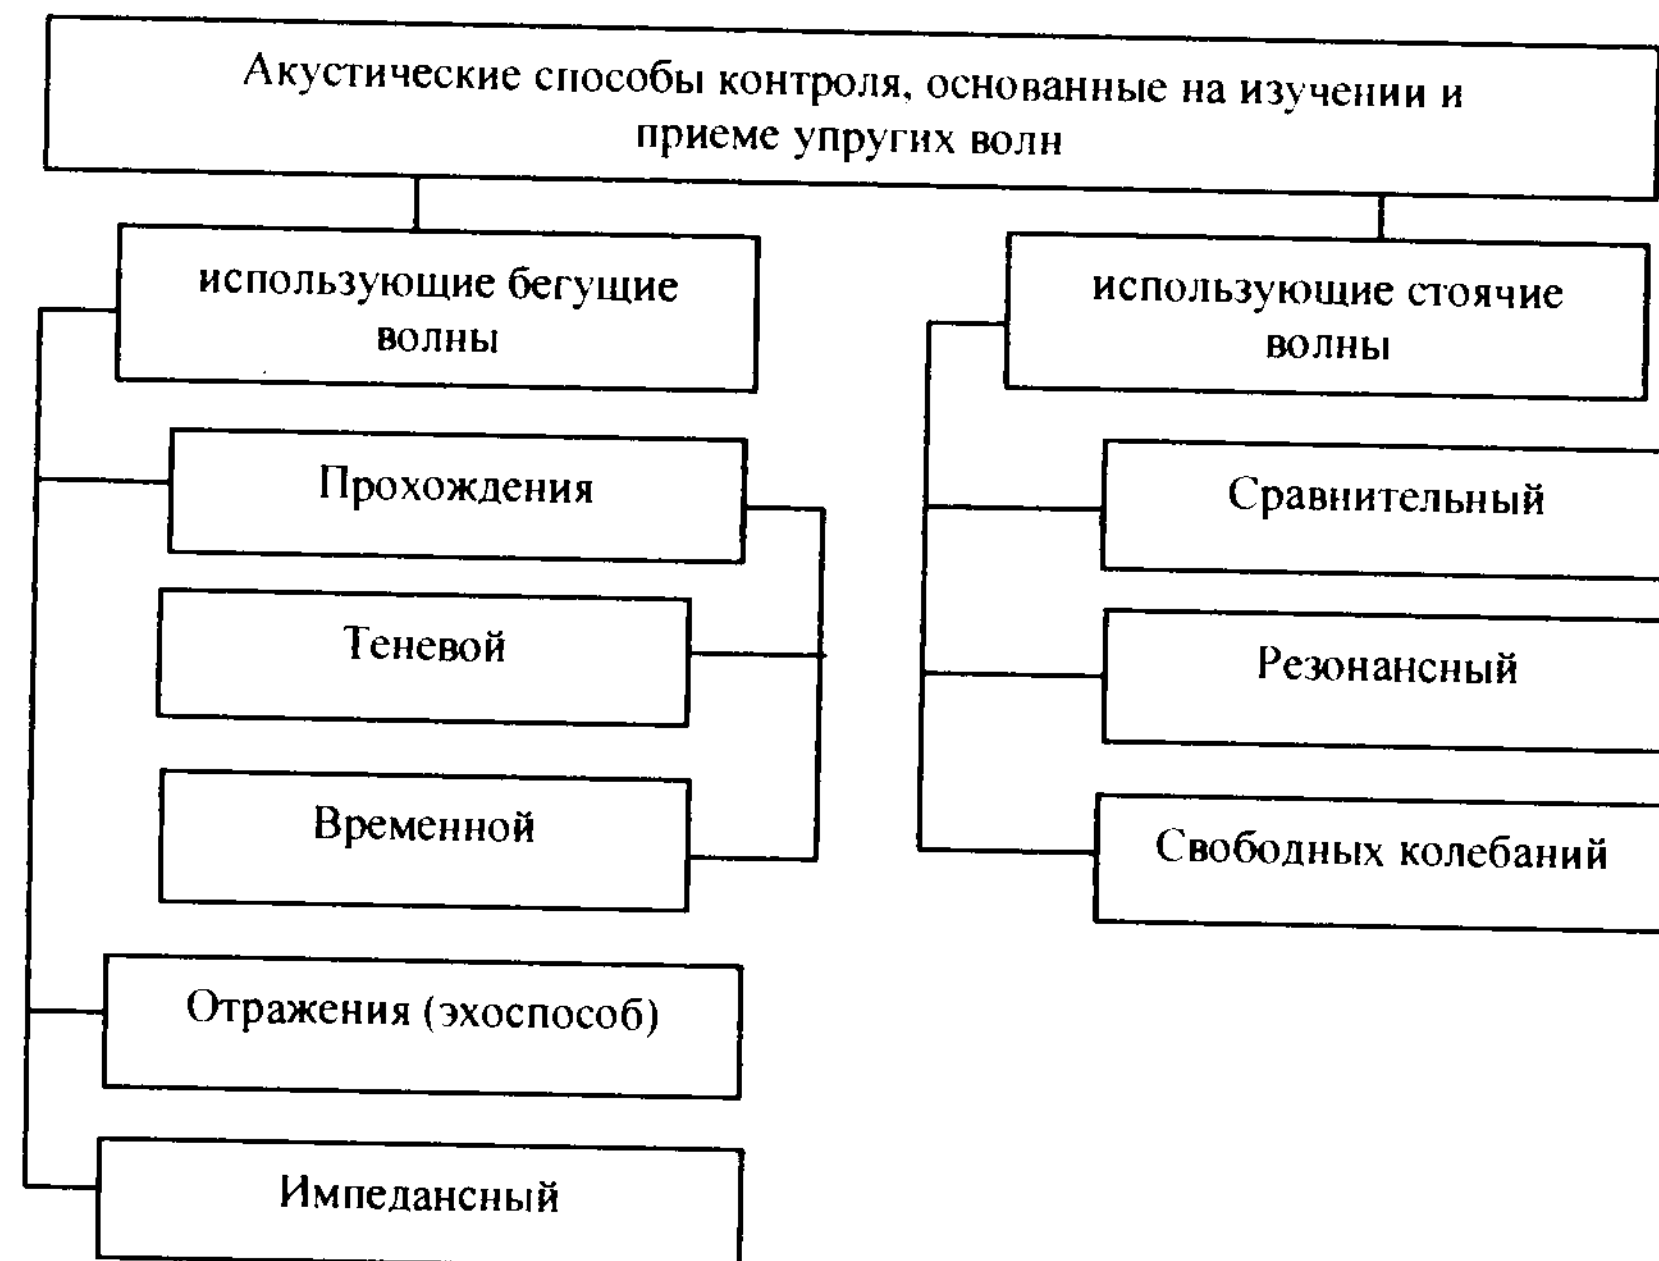 Акустические способы контроля, основанные на изучении и
приеме упругих волн
использующие бегущие
волны
Прохождения
Теневой
Временной
Отражения (эхоспособ)
Импедансный
использующие стоячие
волны
Сравнительный
Резонансный
Свободных колебаний